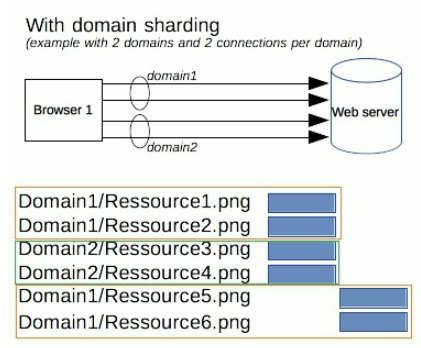 With domain sharding
(example with 2 domains and 2 connections per domain)
domain1
Browser 1
Web server
domain2
Domain1/Ressource1.png
Domain1/Ressource2.png
Domain2/Ressource3.png
Domain2/Ressource4.png
Domain1/Ressource5.png
Domain1/Ressource6.png